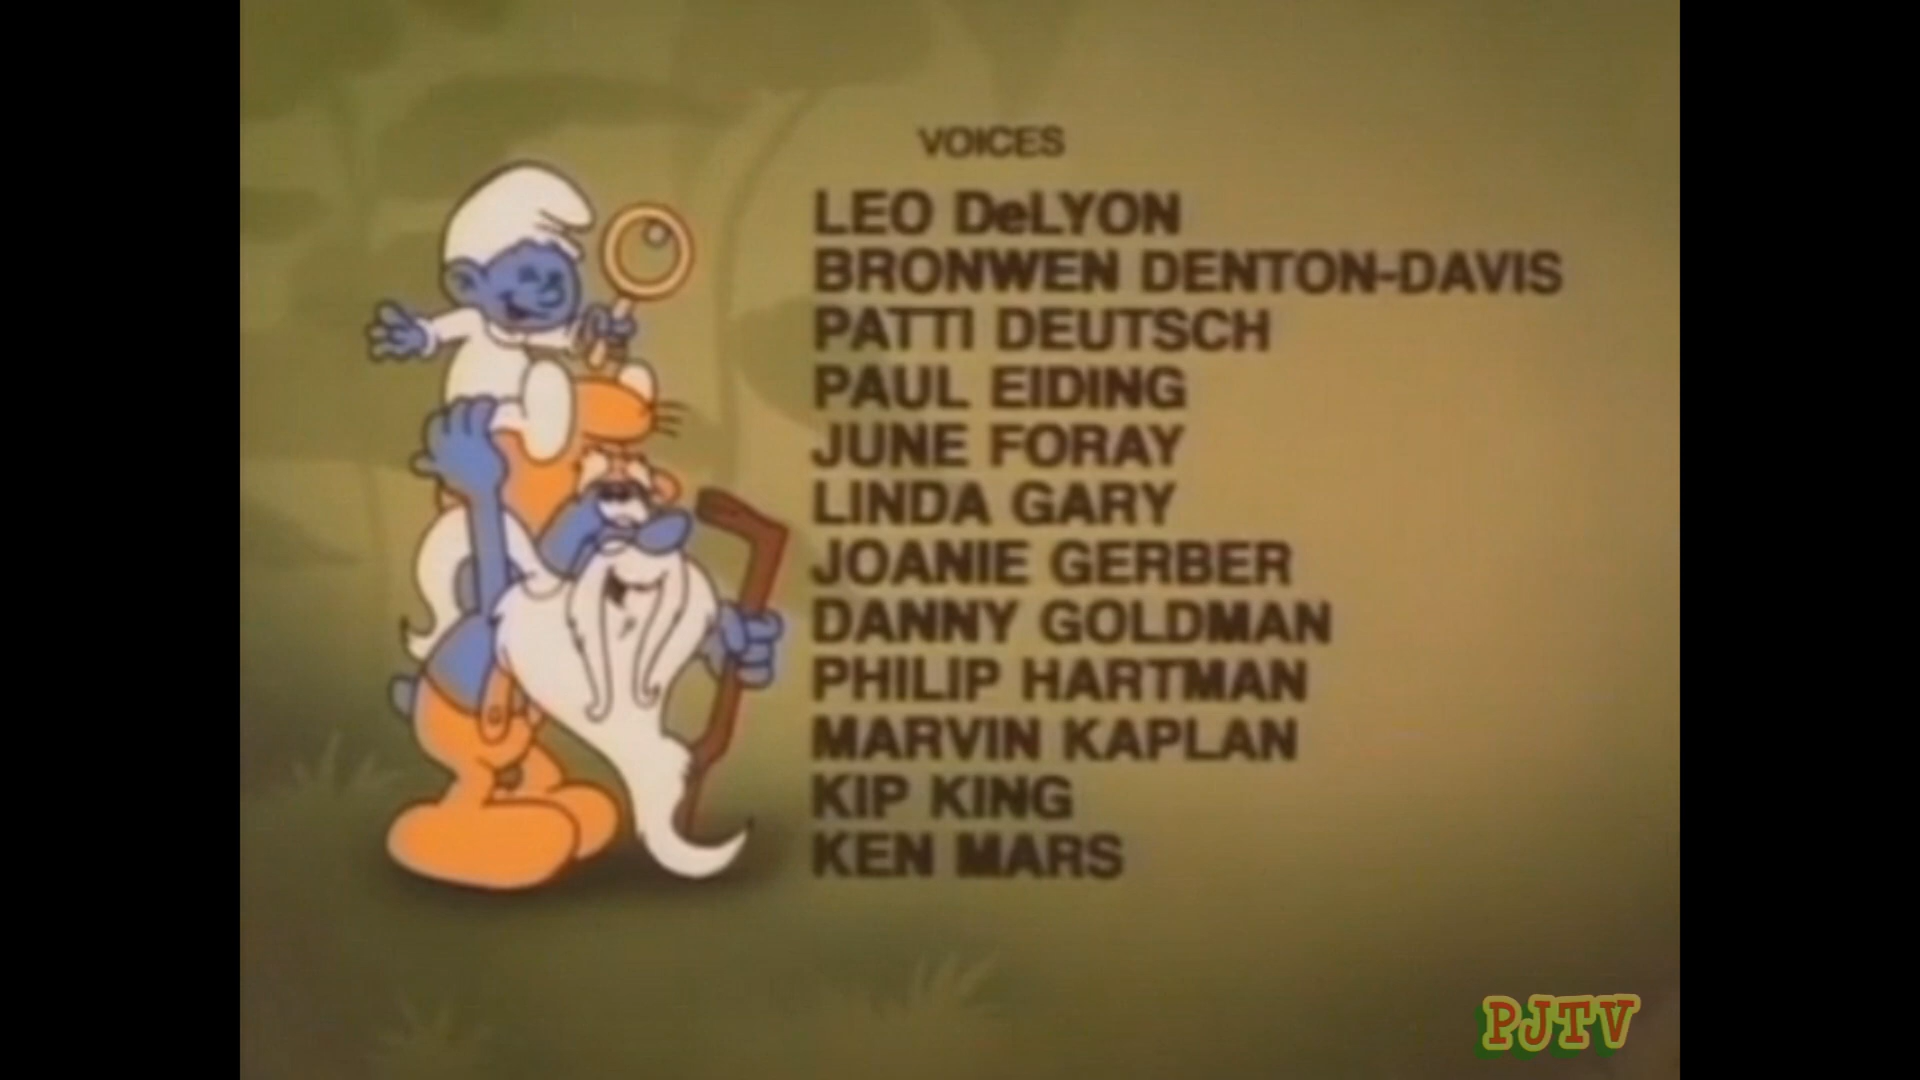 VOICES
LEO DeLYON
BRONWEN DENTON-DAVIS
PATTI DEUTSCH
PAUL EIDING
JUNE FORAY
LINDA GARY
JOANIE GERBER
DANNY GOLDMAN
PHILIP HARTMAN
MARVIN KAPLAN
KIP KING
KEN MARS
PJTV